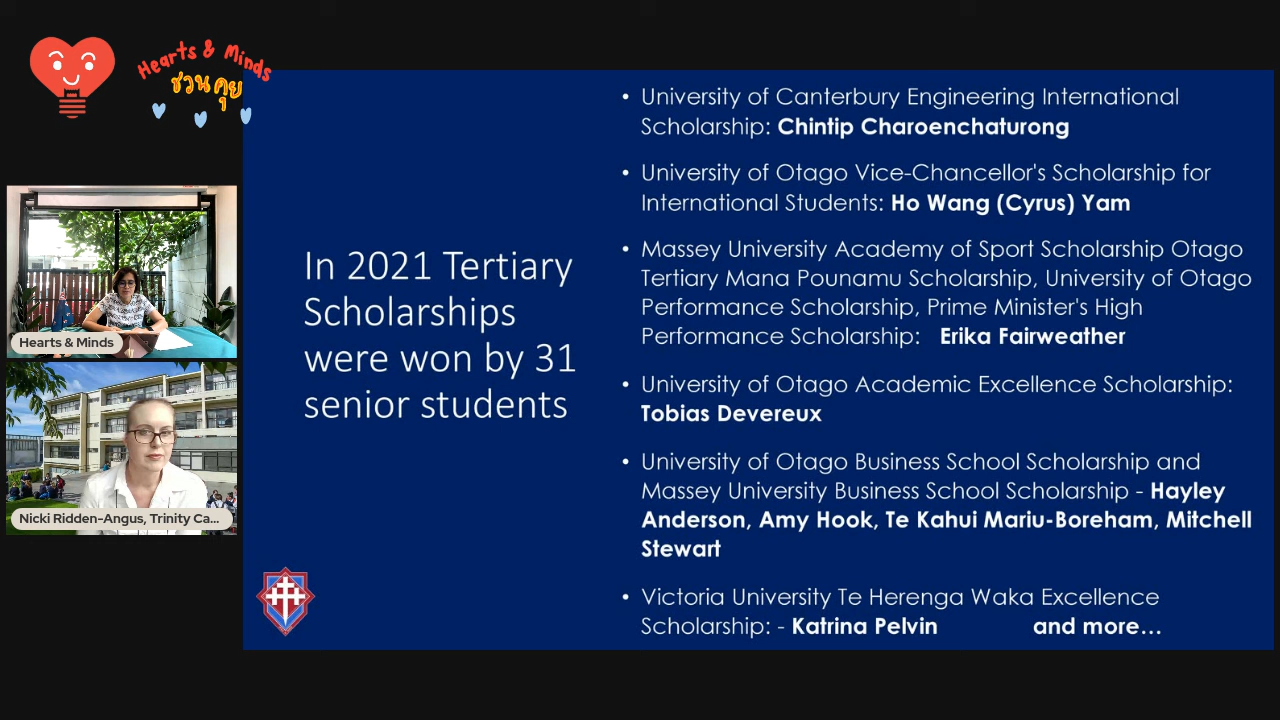 Hearts & Minds
ชวนคุย
Hearts & Minds
Nicki Ridden-Angus, Trinity Ca...
In 2021 Tertiary
Scholarships
were won by 31
senior students
• University of Canterbury Engineering International
Scholarship: Chintip Charoenchaturong
• University of Otago Vice-Chancellor's Scholarship for
International Students: Ho Wang (Cyrus) Yam
• Massey University Academy of Sport Scholarship Otago
Tertiary Mana Pounamu Scholarship, University of Otago
Performance Scholarship, Prime Minister's High
Performance Scholarship: Erika Fairweather
• University of Otago Academic Excellence Scholarship:
Tobias Devereux
• University of Otago Business School Scholarship and
Massey University Business School Scholarship - Hayley
Anderson, Amy Hook, Te Kahui Mariu-Boreham, Mitchell
Stewart
• Victoria University Te Herenga Waka Excellence
Scholarship: - Katrina Pelvin and more...